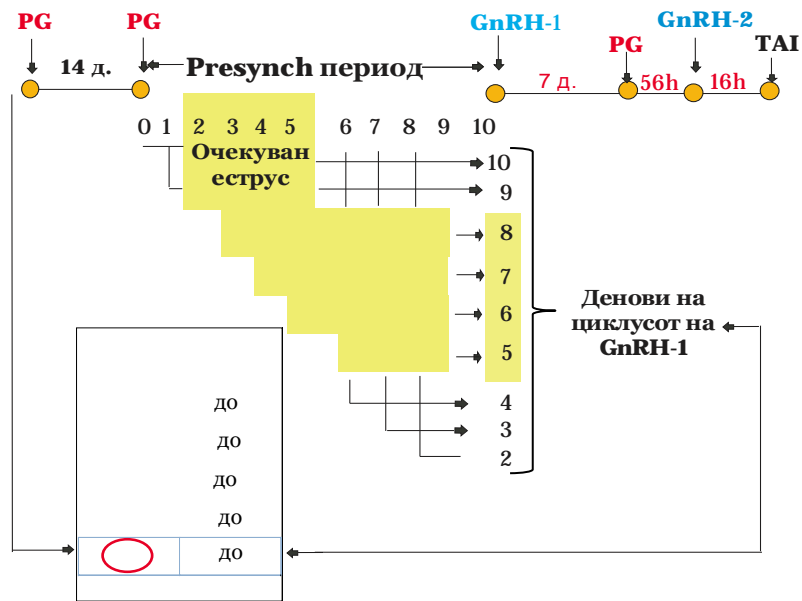 PG PG GnRH-1 GnRH-2
PG TAI
14 д. Presynch период 7 д. 56h 16h
0 1 2 3 4 5 6 7 8 9 10
Очекуван
еструс
10
9
8
7
6
5
4
3
2
Денови на
циклусот на
GnRH-1
до
до
до
до
до